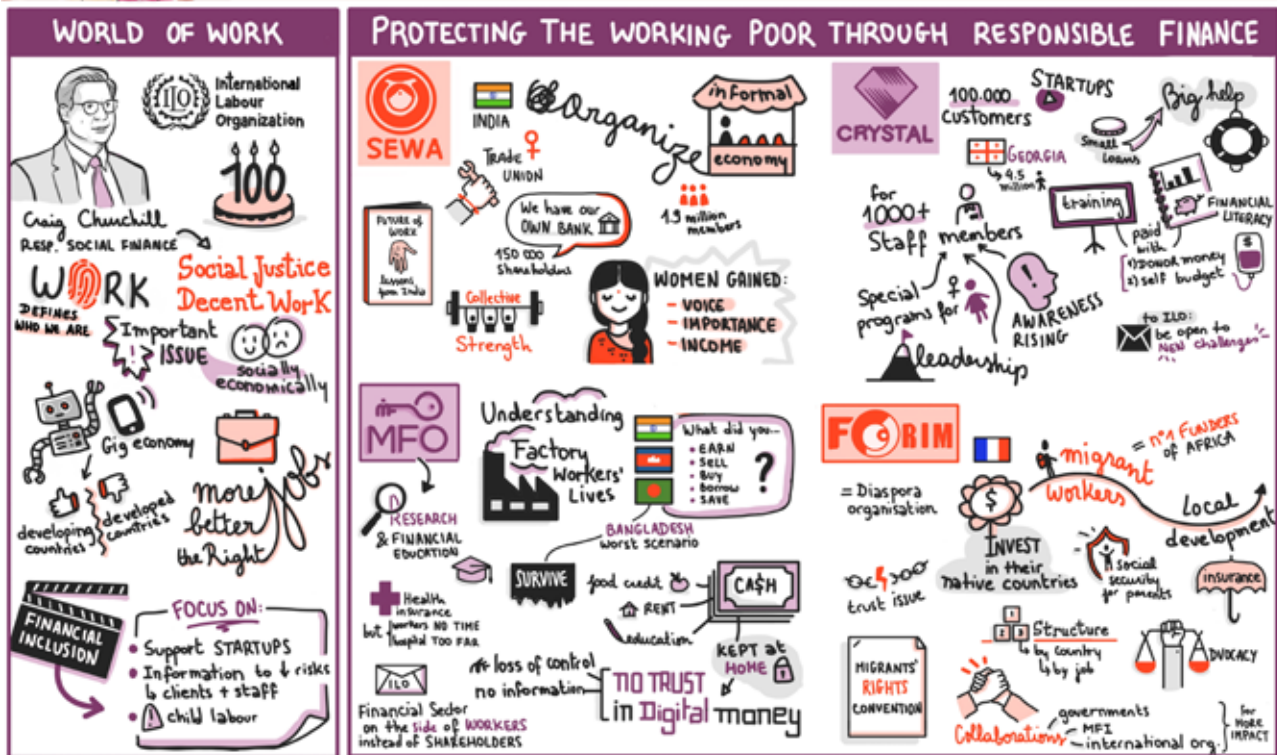 WORLD OF WORK
ILO
International
Labour
Organization
100
Craig Churchill
RESP. SOCIAL FINANCE
WORK
DEFINES
WHO WE ARE
Social Justice
Decent Work
Important
ISSUE
!
socially
economically
Gig economy
developing
countries
developed
countries
more
better
the Right
jobs
FINANCIAL
INCLUSION
FOCUS ON:
• Support STARTUPS
• Information to ↓ risks
↳ clients + staff
• ! child labour
PROTECTING THE WORKING POOR THROUGH RESPONSIBLE FINANCE
SEWA
INDIA
Organize
informal
economy
TRADE
UNION
We have our
OWN BANK
150 000
Shareholders
1.9 million
members
FUTURE of
WORK
lessons
from India
Collective
Strength
WOMEN GAINED:
- VOICE
- IMPORTANCE
- INCOME
CRYSTAL
100.000
customers
STARTUPS
Small
loans
Big help
GEORGIA
↳ 4.5
million
for
1000+
Staff
members
training
FINANCIAL
LITERACY
paid
with
1) DONOR money
2) self budget
$
Special
programs for
!
AWARENESS
RISING
leadership
to ILO:
be open to
NEW challenges
MF
MFO
RESEARCH
& FINANCIAL
EDUCATION
Understanding
Factory
Workers'
Lives
What did you...
• EARN
• SELL
• BUY
• Borrow
• SAVE
?
BANGLADESH
worst scenario
SURVIVE
food credit
RENT
education
CA$H
KEPT at
HOME
Health
insurance
but
workers NO TIME
hospital TOO FAR
ILO
Financial Sector
on the side of WORKERS
instead of SHAREHOLDERS
loss of control
no information
NO TRUST
in Digital money
FORIM
= Diaspora
organisation
migrant
workers
= n°1 FUNDERS
of AFRICA
local
development
$
INVEST
in their
native countries
trust issue
social
security
for parents
insurance
1
2 3
Structure
↳ by country
↳ by job
ADVOCACY
MIGRANTS'
RIGHTS
CONVENTION
Collaborations
governments
MFI
international org.
for
MORE
IMPACT